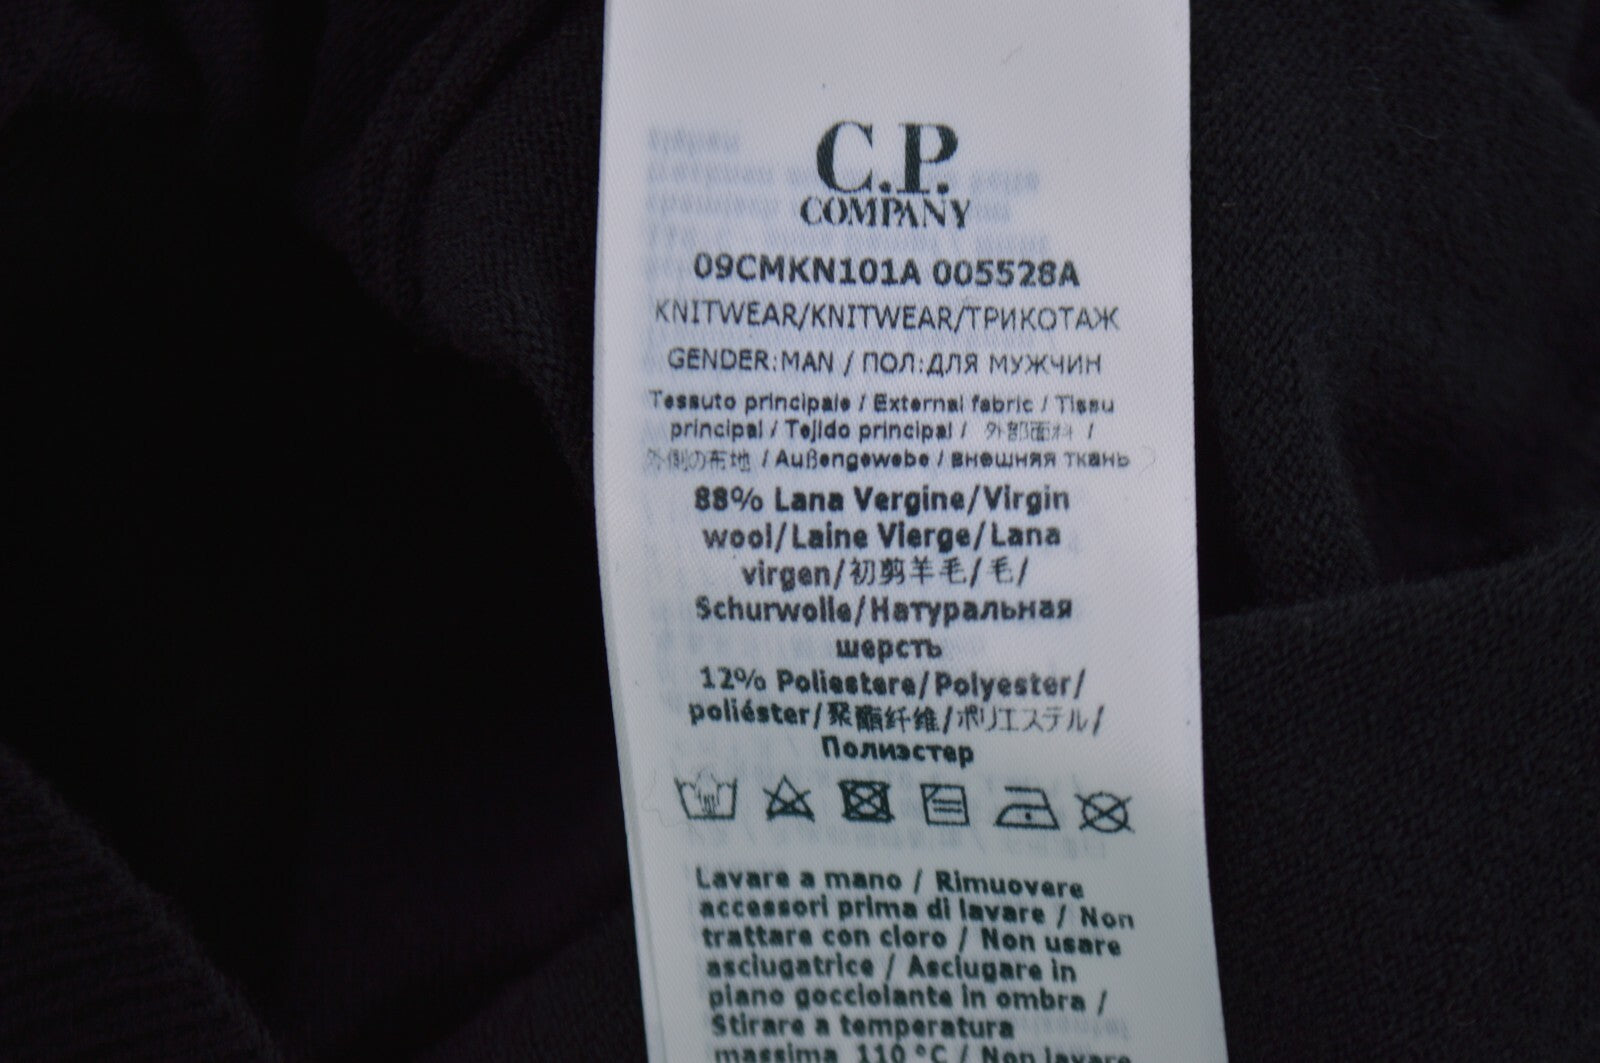 C.P.
COMPANY
09CMKN101A 005528A
KNITWEAR/KNITWEAR/ТРИКОТАЖ
GENDER:MAN / ПОЛ:ДЛЯ МУЖЧИН
Tessuto principale / External fabric / Tissu
principal / Tejido principal / 外部面料 /
外側の布地 / Außengewebe / внешняя ткань
88% Lana Vergine/Virgin
wool/Laine Vierge/Lana
virgen/初剪羊毛/毛/
Schurwolle/Натуральная
шерсть
12% Poliestere/Polyester/
poliéster/聚酯纤维/ポリエステル/
Полиэстер
Lavare a mano / Rimuovere
accessori prima di lavare / Non
trattare con cloro / Non usare
asciugatrice / Asciugare in
piano gocciolante in ombra /
Stirare a temperatura
massima 110 °C / Non lavare